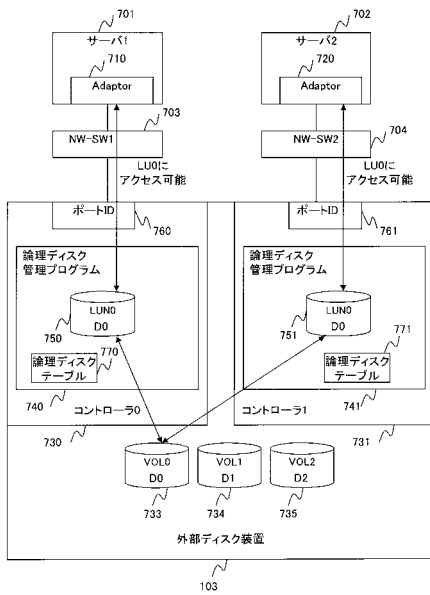 701
サーバ1
710
Adaptor
702
サーバ2
720
Adaptor
703
NW-SW1
704
NW-SW2
LU0に
アクセス可能
LU0に
アクセス可能
ポートID
760
ポートID
761
論理ディスク
管理プログラム
LUN0
D0
750
770
論理ディスク
テーブル
740
コントローラ0
730
論理ディスク
管理プログラム
LUN0
D0
751
771
論理ディスク
テーブル
741
コントローラ1
731
VOL0
D0
733
VOL1
D1
734
VOL2
D2
735
外部ディスク装置
103